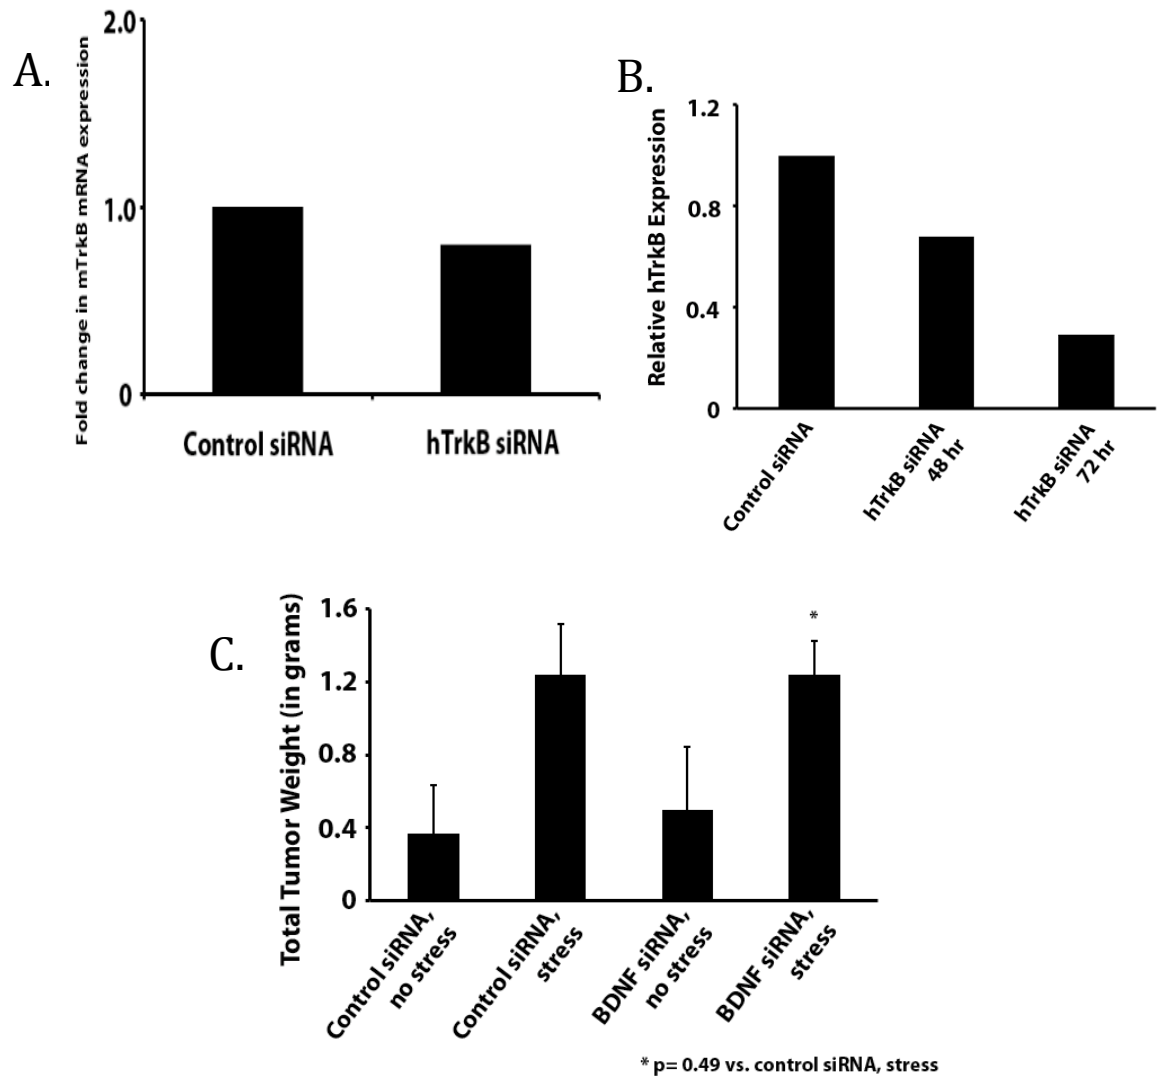 A.
Fold change in mTrkB mRNA expression
2.0
1.0
0
Control siRNA
hTrkB siRNA
B.
Relative hTrkB Expression
1.2
0.8
0.4
0
Control siRNA
hTrkB siRNA
48 hr
hTrkB siRNA
72 hr
C.
Total Tumor Weight (in grams)
1.6
1.2
0.8
0.4
0
*
Control siRNA,
no stress
Control siRNA,
stress
BDNF siRNA,
no stress
BDNF siRNA,
stress
* p= 0.49 vs. control siRNA, stress